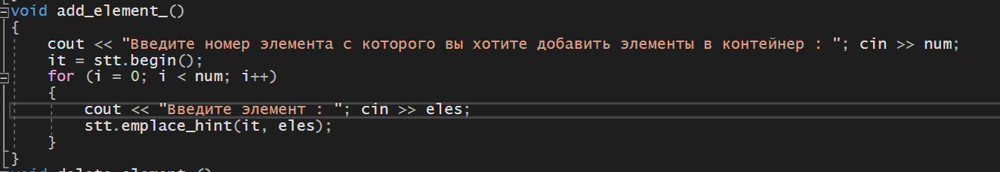 void add_element_()
{
cout << "Введите номер элемента с которого вы хотите добавить элементы в контейнер : "; cin >> num;
it = stt.begin();
for (i = 0; i < num; i++)
{
cout << "Введите элемент : "; cin >> eles;
stt.emplace_hint(it, eles);
}
}